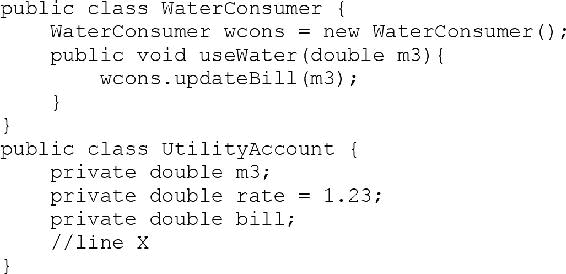 public class WaterConsumer {
    WaterConsumer wcons = new WaterConsumer();
    public void useWater(double m3){
        wcons.updateBill(m3);
    }
}
public class UtilityAccount {
    private double m3;
    private double rate = 1.23;
    private double bill;
    //line X
}